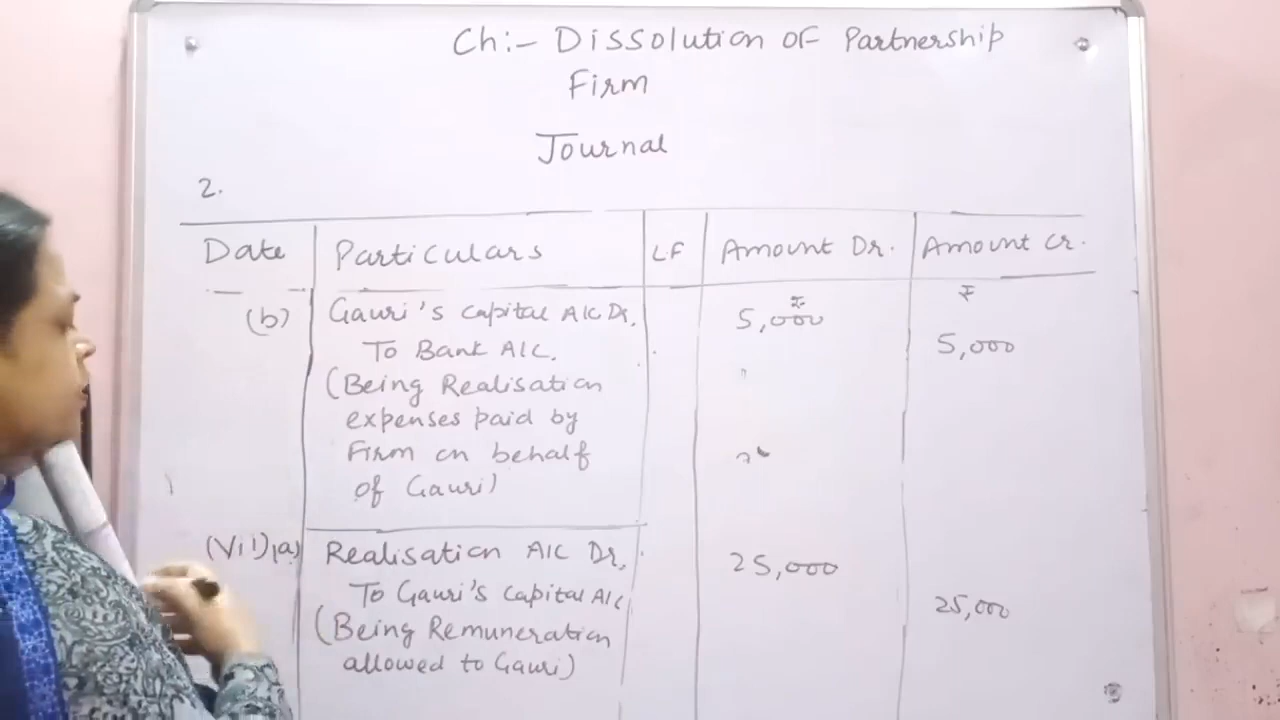 Ch:- Dissolution of Partnership
Firm
Journal
2.
Date Particulars L.F Amount Dr. Amount Cr.
₹ ₹
(b) Gauri's Capital A/C Dr. 5,000
To Bank A/C. 5,000
(Being Realisation
expenses paid by
Firm on behalf
of Gauri)
(Vii)(a) Realisation A/C Dr. 25,000
To Gauri's Capital A/C 25,000
(Being Remuneration
allowed to Gauri)